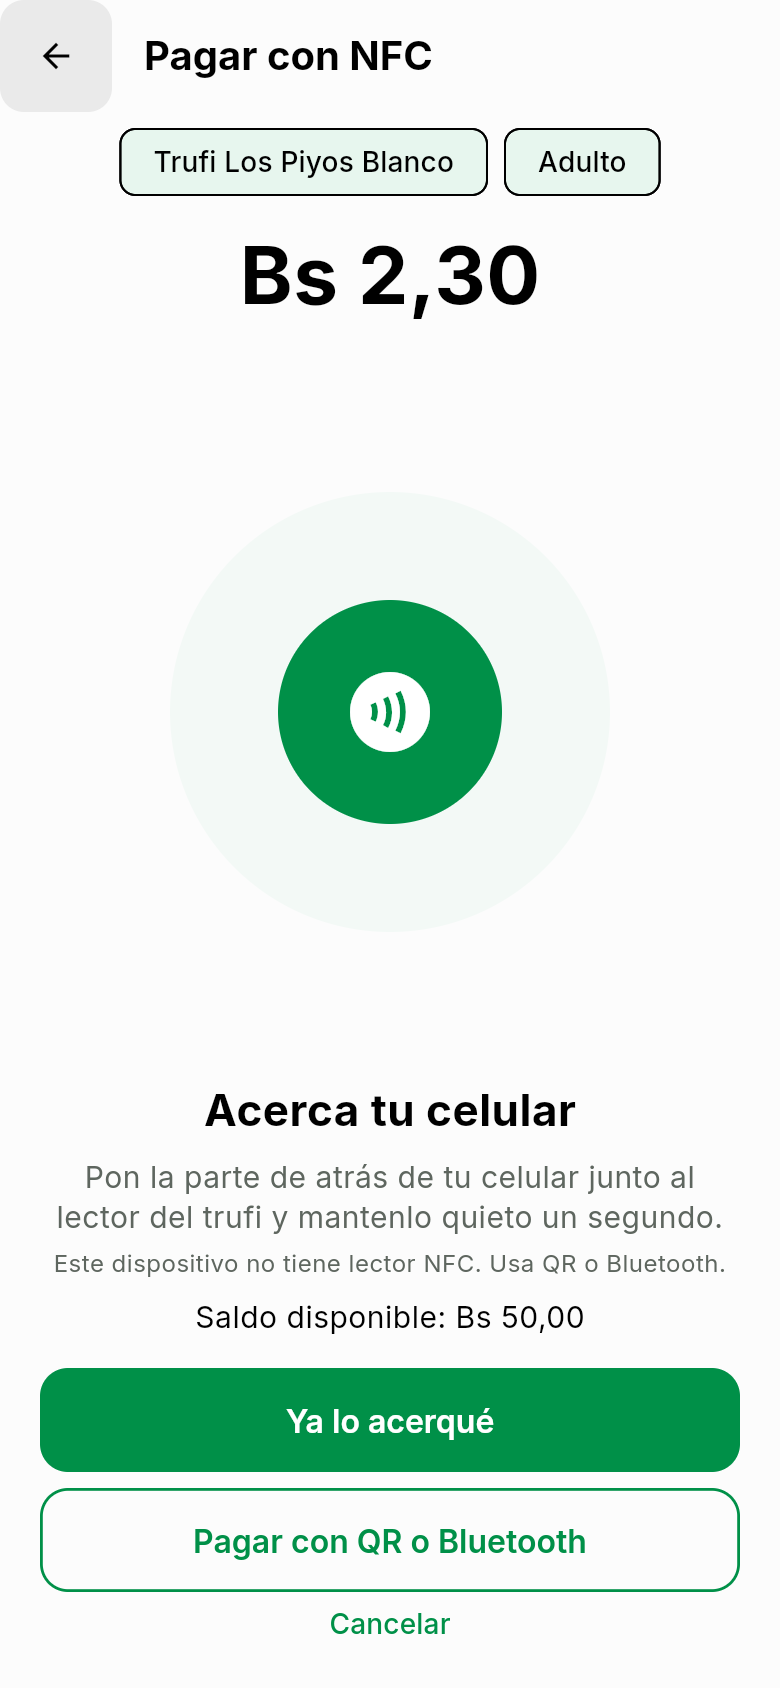 Pagar con NFC
Trufi Los Piyos Blanco
Adulto
Bs 2,30
Acerca tu celular
Pon la parte de atrás de tu celular junto al
lector del trufi y mantenlo quieto un segundo.
Este dispositivo no tiene lector NFC. Usa QR o Bluetooth.
Saldo disponible: Bs 50,00
Ya lo acerqué
Pagar con QR o Bluetooth
Cancelar